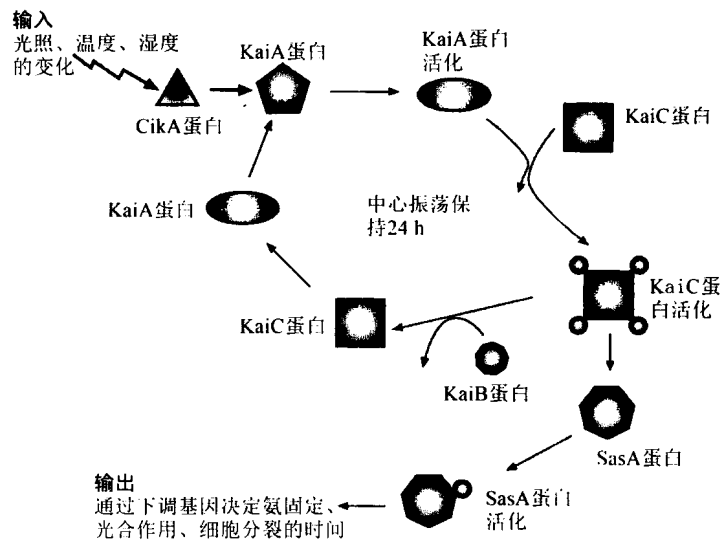 输入
光照、温度、湿度
的变化
CikA蛋白
KaiA蛋白
KaiA蛋白
活化
KaiC蛋白
KaiA蛋白
中心振荡保
持24 h
KaiC蛋
白活化
KaiC蛋白
KaiB蛋白
SasA蛋白
SasA蛋白
活化
输出
通过下调基因决定氨固定、
光合作用、细胞分裂的时间